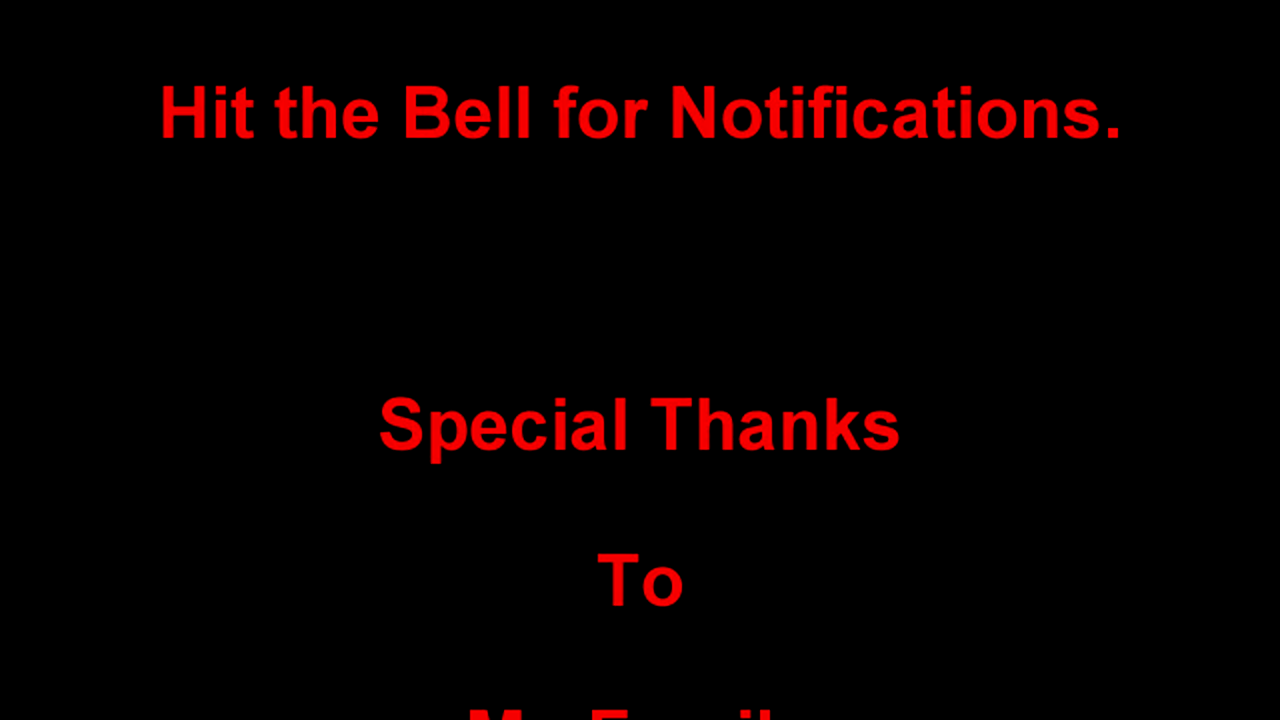 Hit the Bell for Notifications.
Special Thanks
To